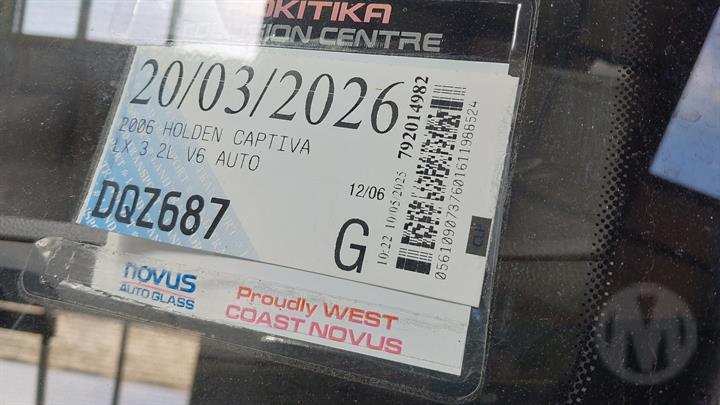 OKITIKA
ION CENTRE
20/03/2026
2006 HOLDEN CAPTIVA
LX 3.2L V6 AUTO
DQZ687
12/06
G
10:22 10/05/2025
792014982
0561090737601611988524
novus
AUTO GLASS
Proudly WEST
COAST NOVUS
M